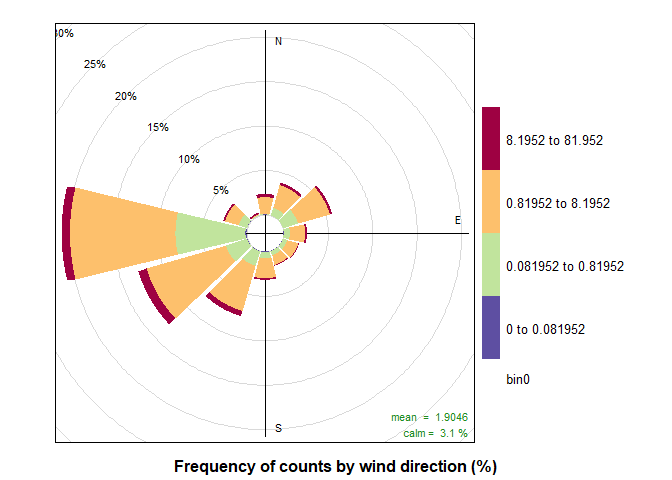 30%
25%
20%
15%
10%
5%
N
E
S
8.1952 to 81.952
0.81952 to 8.1952
0.081952 to 0.81952
0 to 0.081952
bin0
mean = 1.9046
calm = 3.1 %
Frequency of counts by wind direction (%)